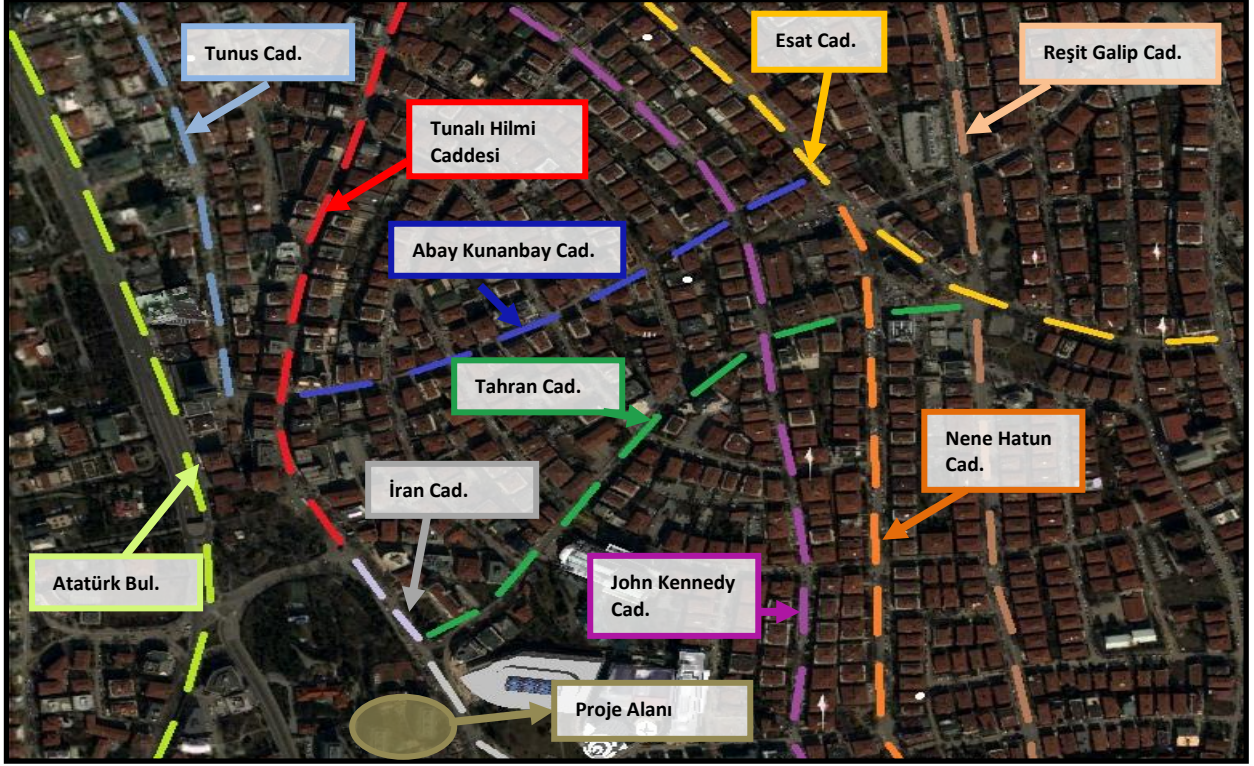 Tunus Cad.
Esat Cad.
Reşit Galip Cad.
Tunalı Hilmi
Caddesi
Abay Kunanbay Cad.
Tahran Cad.
Nene Hatun
Cad.
İran Cad.
Atatürk Bul.
John Kennedy
Cad.
Proje Alanı